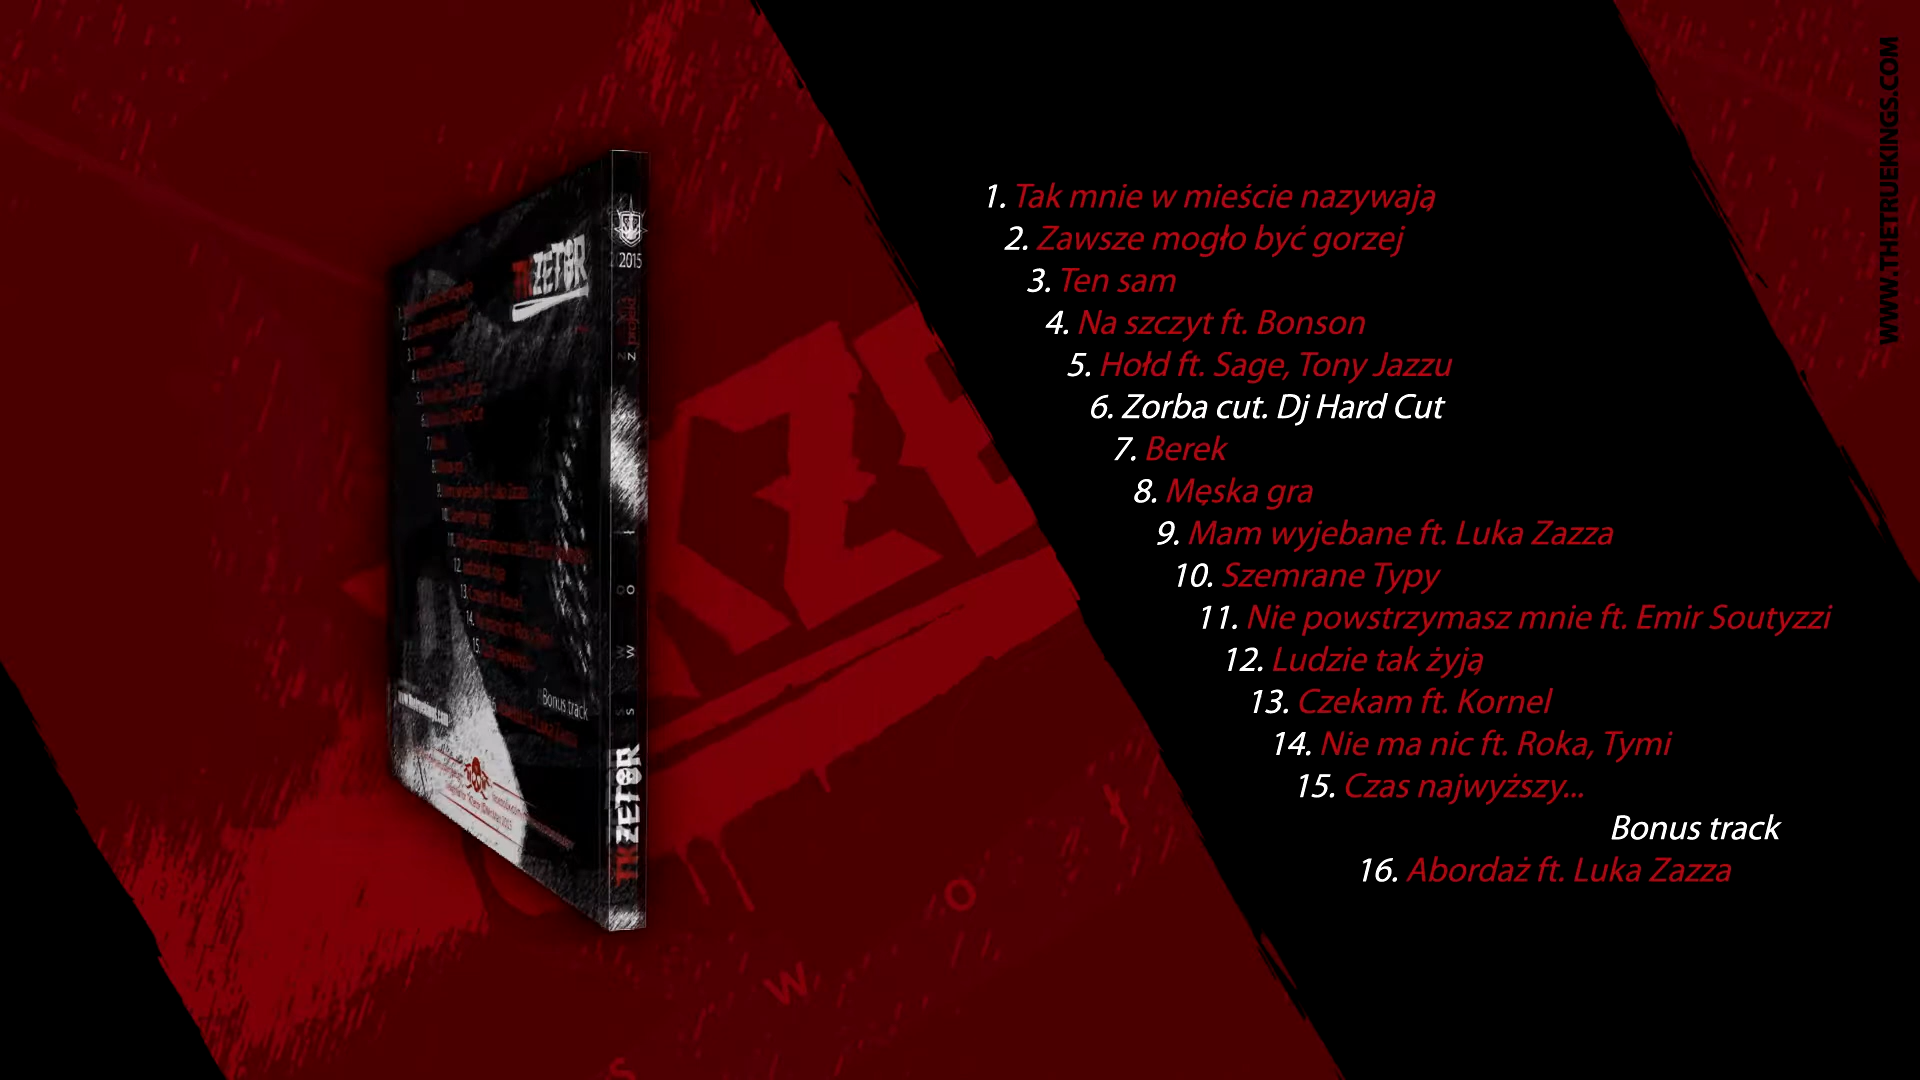 1. Tak mnie w mieście nazywają
2. Zawsze mogło być gorzej
3. Ten sam
4. Na szczyt ft. Bonson
5. Hołd ft. Sage, Tony Jazzu
6. Zorba cut. Dj Hard Cut
7. Berek
8. Męska gra
9. Mam wyjebane ft. Luka Zazza
10. Szemrane Typy
11. Nie powstrzymasz mnie ft. Emir Soutyzzi
12. Ludzie tak żyją
13. Czekam ft. Kornel
14. Nie ma nic ft. Roka, Tymi
15. Czas najwyższy...
Bonus track
16. Abordaż ft. Luka Zazza
WWW.THETRUEKINGS.COM
TKZETOR
2015
TKZETOR
Bonus track